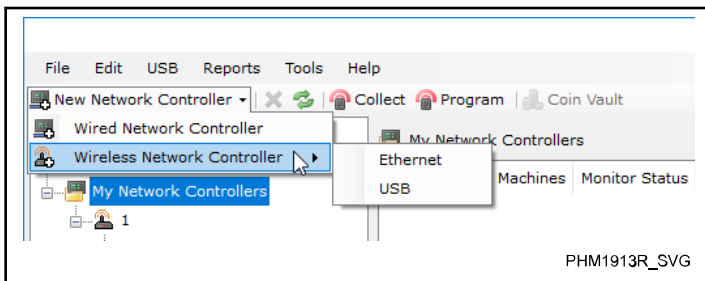 File Edit USB Reports Tools Help
New Network Controller Collect Program Coin Vault
Wired Network Controller
My Network Controllers
Wireless Network Controller
Ethernet
Machines Monitor Status
USB
My Network Controllers
1
PHM1913R_SVG